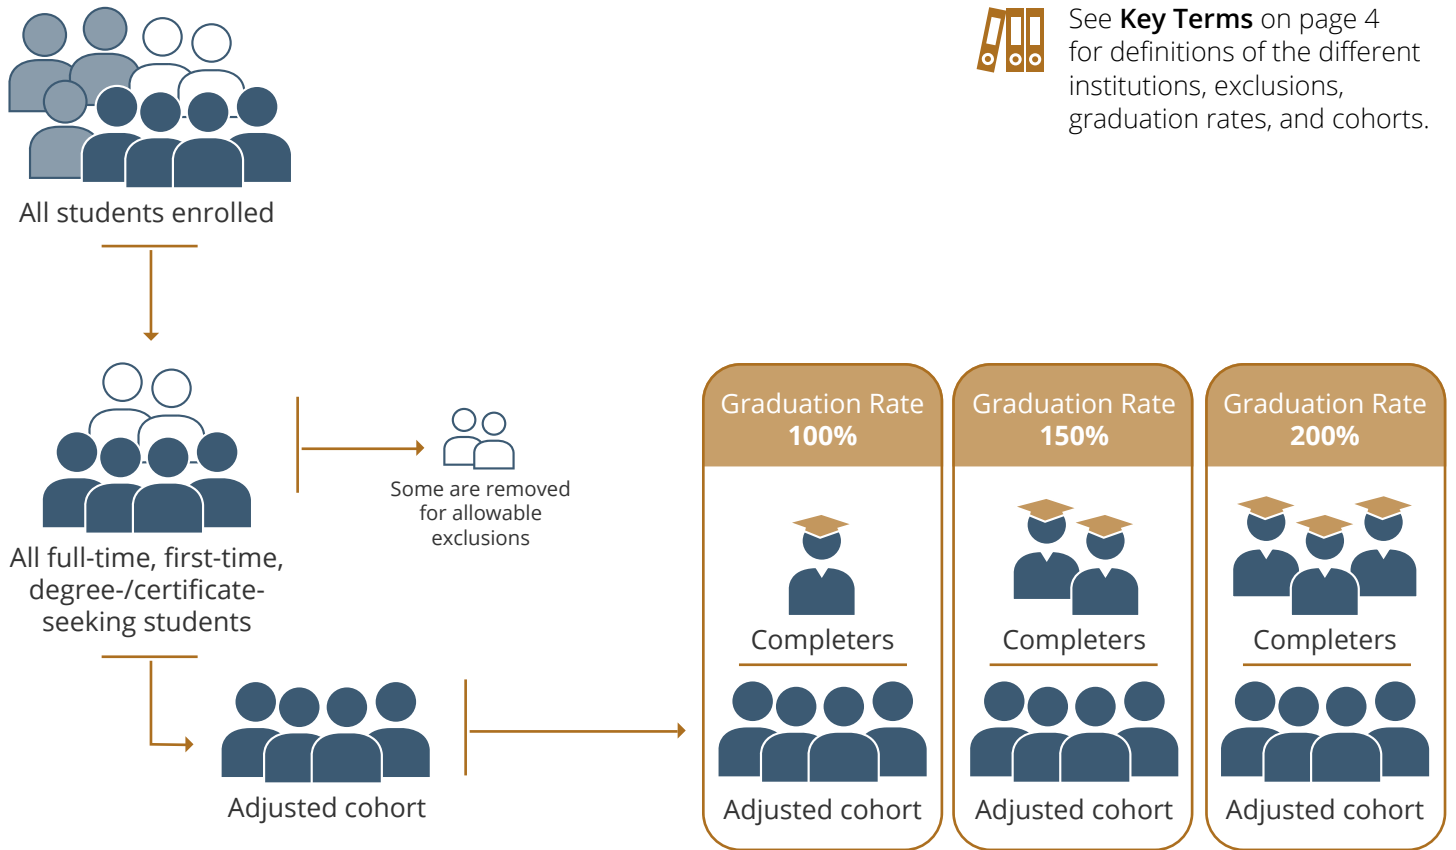 See Key Terms on page 4
for definitions of the different
institutions, exclusions,
graduation rates, and cohorts.
All students enrolled
All full-time, first-time,
degree-/certificate-
seeking students
Some are removed
for allowable
exclusions
Adjusted cohort
Graduation Rate
100%
Completers
Adjusted cohort
Graduation Rate
150%
Completers
Adjusted cohort
Graduation Rate
200%
Completers
Adjusted cohort